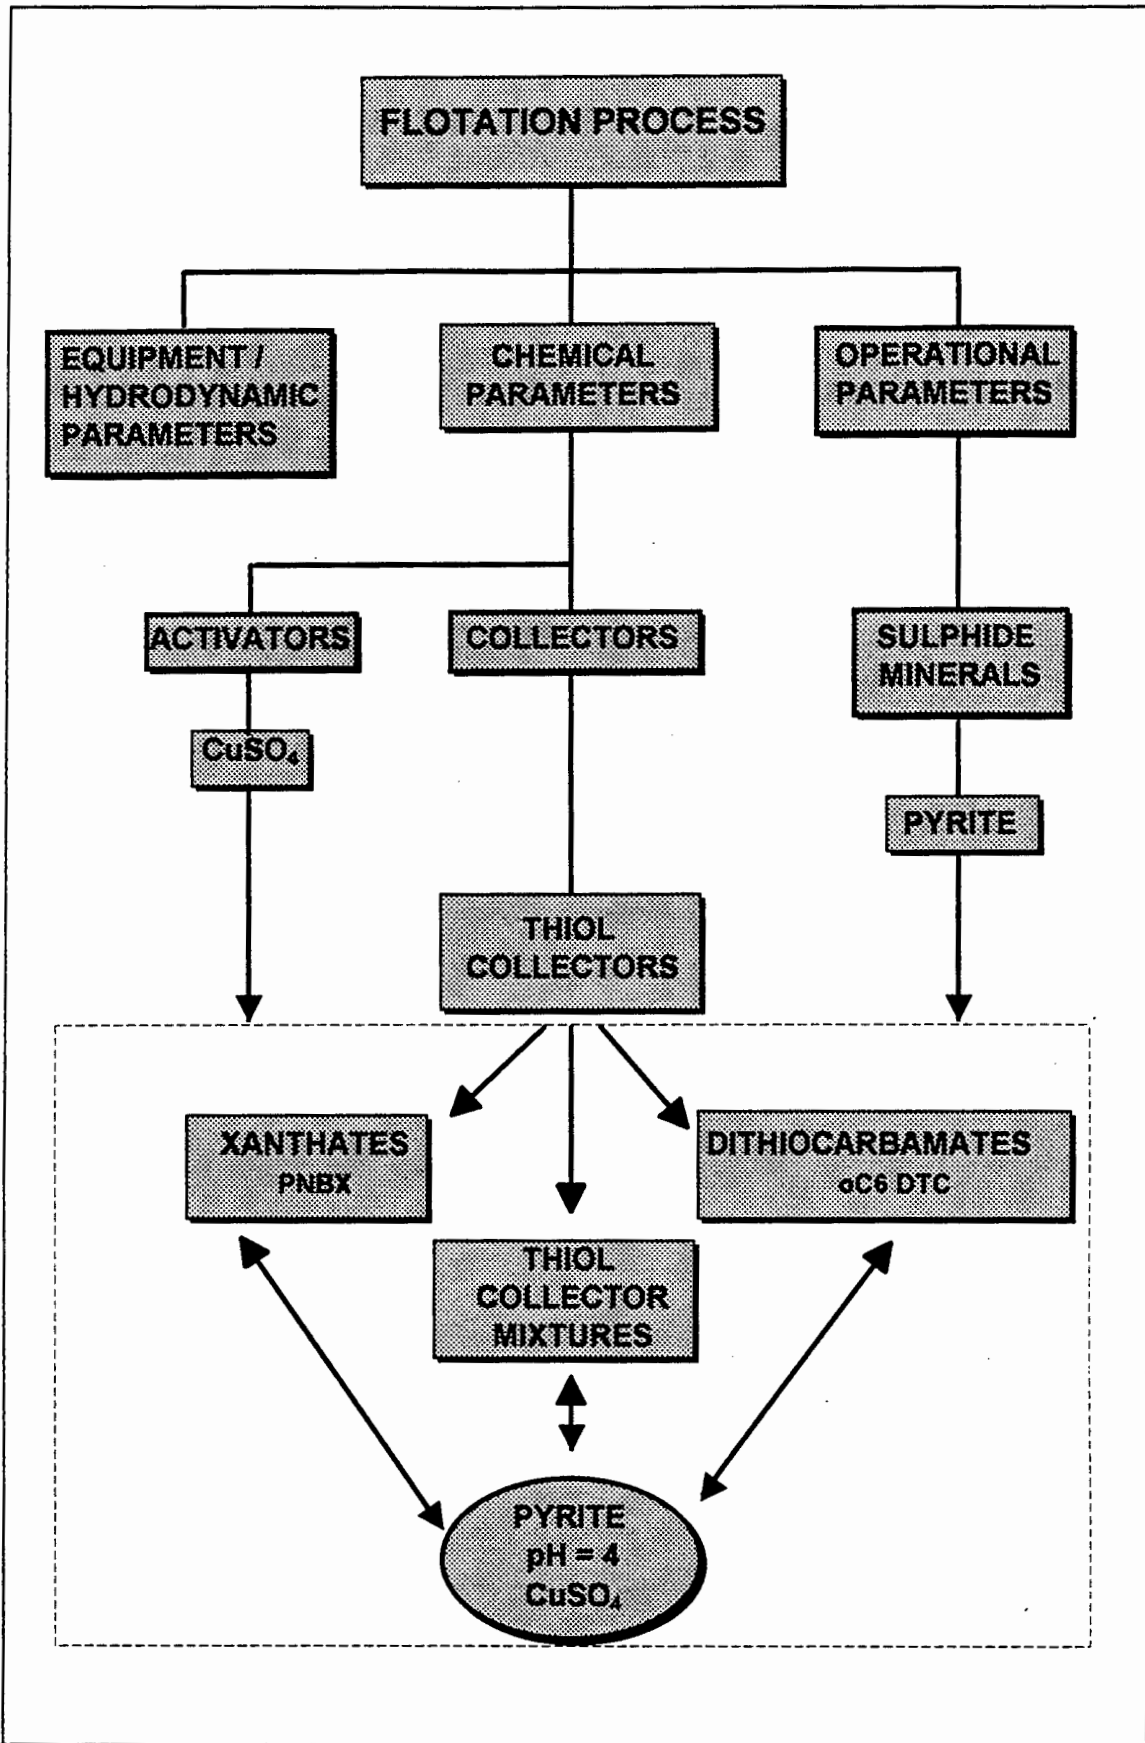 FLOTATION PROCESS
EQUIPMENT /
HYDRODYNAMIC
PARAMETERS
CHEMICAL
PARAMETERS
OPERATIONAL
PARAMETERS
ACTIVATORS
COLLECTORS
SULPHIDE
MINERALS
CuSO₄
PYRITE
THIOL
COLLECTORS
XANTHATES
PNBX
DITHIOCARBAMATES
oC6 DTC
THIOL
COLLECTOR
MIXTURES
PYRITE
pH = 4
CuSO₄